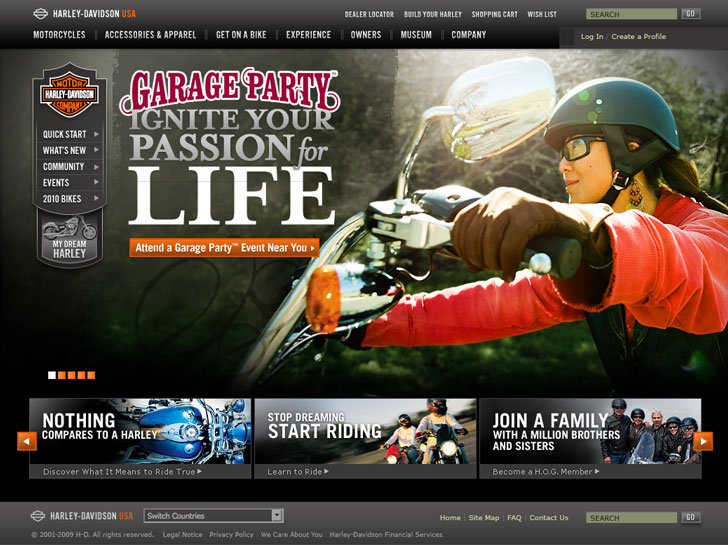 HARLEY-DAVIDSON USA
DEALER LOCATOR BUILD YOUR HARLEY SHOPPING CART WISH LIST
SEARCH GO
MOTORCYCLES ACCESSORIES & APPAREL GET ON A BIKE EXPERIENCE OWNERS MUSEUM COMPANY
Log In / Create a Profile
MOTOR
HARLEY-DAVIDSON
COMPANY
QUICK START
WHAT'S NEW
COMMUNITY
EVENTS
2010 BIKES
MY DREAM
HARLEY
GARAGE PARTY™
IGNITE YOUR
PASSION for
LIFE
Attend a Garage Party™ Event Near You
NOTHING
COMPARES TO A HARLEY
Discover What It Means to Ride True
STOP DREAMING
START RIDING
Learn to Ride
JOIN A FAMILY
WITH A MILLION BROTHERS
AND SISTERS
Become a H.O.G. Member
HARLEY-DAVIDSON USA
Switch Countries
Home | Site Map | FAQ | Contact Us
SEARCH GO
© 2001-2009 H-D. All rights reserved. Legal Notice | Privacy Policy | We Care About You | Harley-Davidson Financial Services